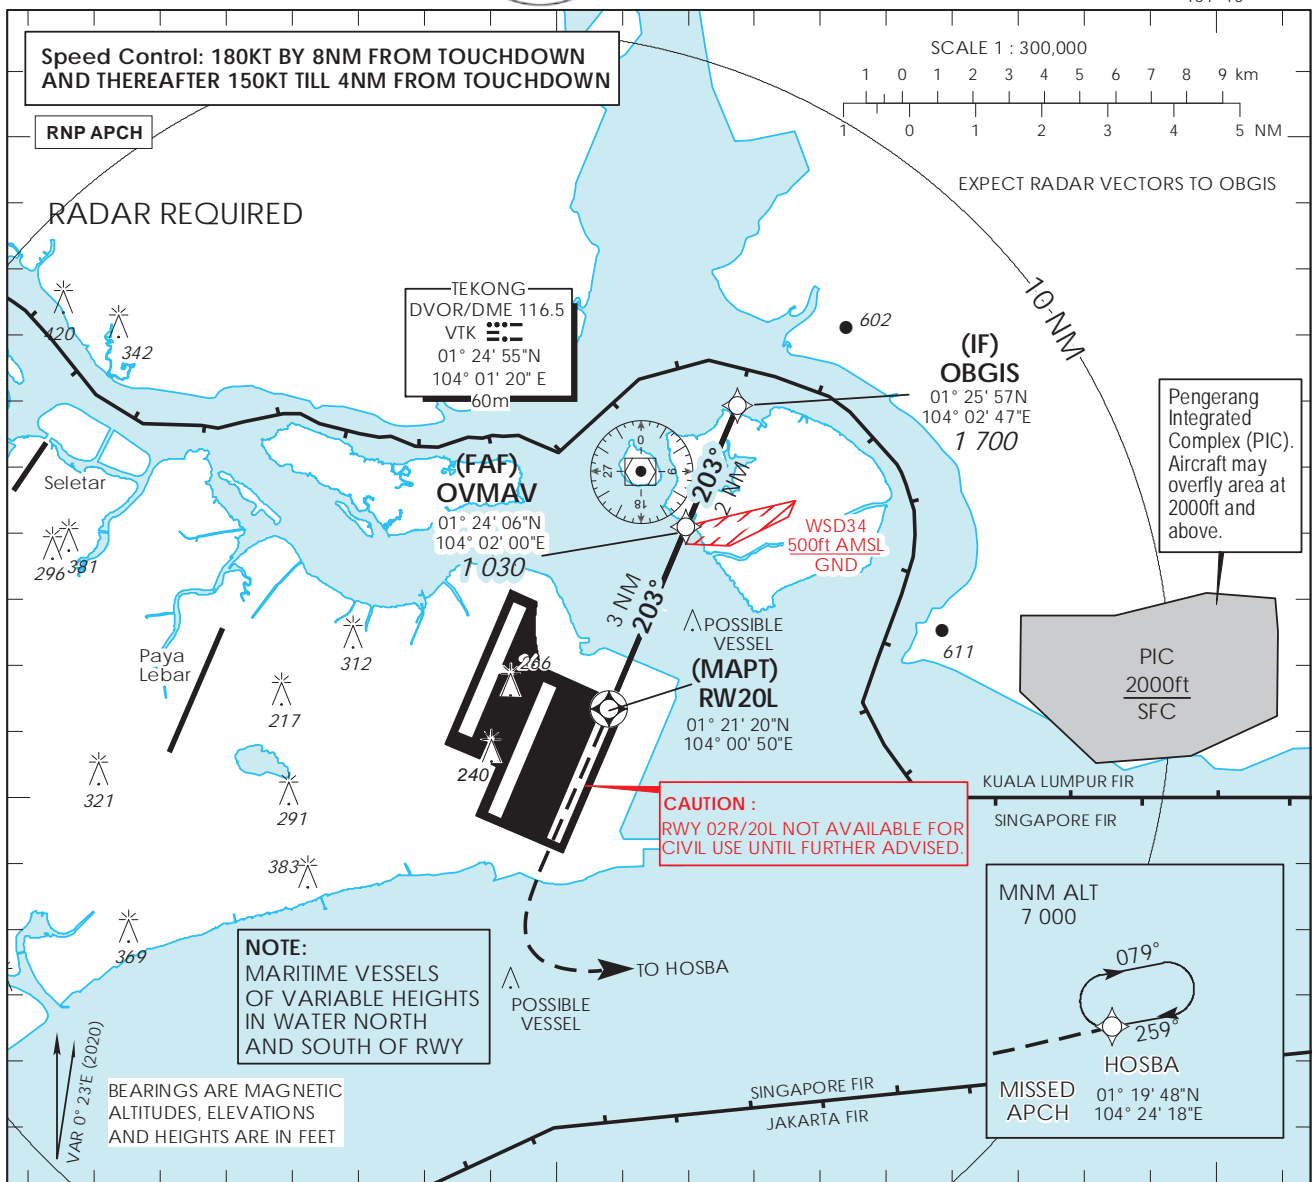 Speed Control: 180KT BY 8NM FROM TOUCHDOWN
AND THEREAFTER 150KT TILL 4NM FROM TOUCHDOWN
RNP APCH
SCALE 1 : 300,000
1 0 1 2 3 4 5 6 7 8 9 km
1 0 1 2 3 4 5 NM
EXPECT RADAR VECTORS TO OBGIS
RADAR REQUIRED
10 NM
420
342
TEKONG
DVOR/DME 116.5
VTK
01° 24' 55"N
104° 01' 20" E
60m
602
(IF)
OBGIS
01° 25' 57N
104° 02' 47"E
1 700
Pengerang
Integrated
Complex (PIC).
Aircraft may
overfly area at
2000ft and
above.
Seletar
296
381
(FAF)
OVMAV
01° 24' 06"N
104° 02' 00"E
1 030
0
9
18
27
203°
2 NM
WSD34
500ft AMSL
GND
3 NM
203°
POSSIBLE
VESSEL
611
312
Paya
Lebar
217
266
(MAPT)
RW20L
01° 21' 20"N
104° 00' 50"E
PIC
2000ft
SFC
240
321
291
CAUTION :
RWY 02R/20L NOT AVAILABLE FOR
CIVIL USE UNTIL FURTHER ADVISED.
KUALA LUMPUR FIR
SINGAPORE FIR
383
369
NOTE:
MARITIME VESSELS
OF VARIABLE HEIGHTS
IN WATER NORTH
AND SOUTH OF RWY
TO HOSBA
POSSIBLE
VESSEL
MNM ALT
7 000
079°
259°
HOSBA
01° 19' 48"N
104° 24' 18"E
MISSED
APCH
VAR 0° 23'E (2020)
BEARINGS ARE MAGNETIC
ALTITUDES, ELEVATIONS
AND HEIGHTS ARE IN FEET
SINGAPORE FIR
JAKARTA FIR